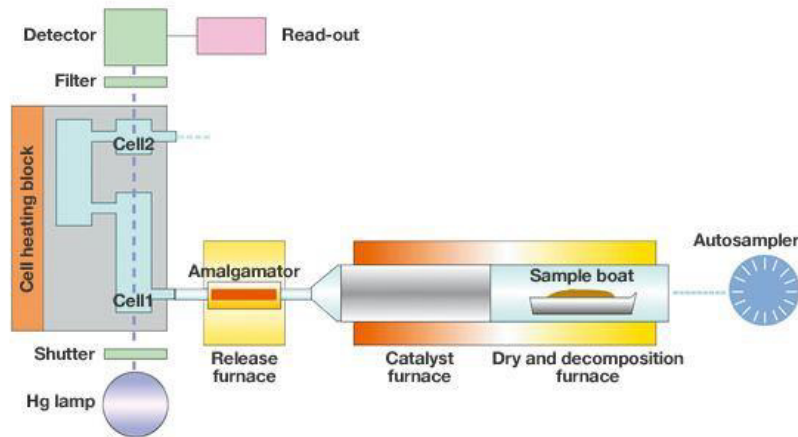 Detector
Read-out
Filter
Cell heating block
Cell2
Cell1
Amalgamator
Sample boat
Autosampler
Shutter
Release
furnace
Catalyst
furnace
Dry and decomposition
furnace
Hg lamp